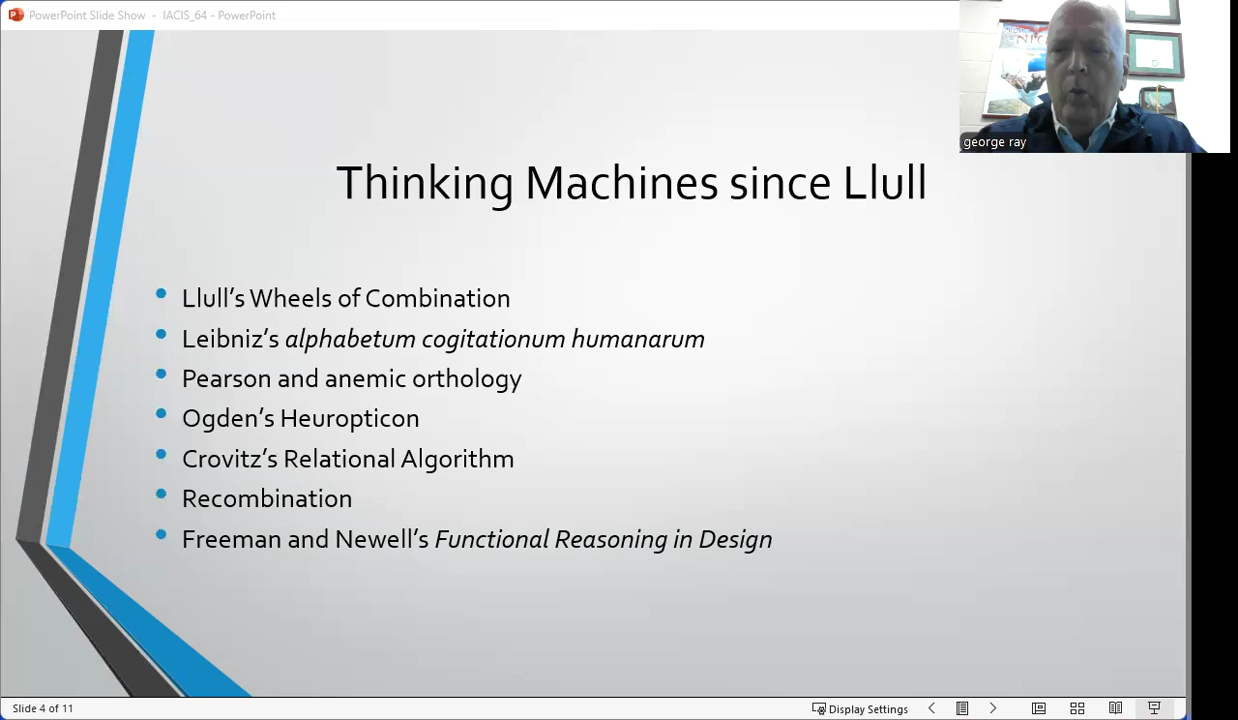 PowerPoint Slide Show - IACIS_64 - PowerPoint
george ray
Thinking Machines since Llull
• Llull's Wheels of Combination
• Leibniz's alphabetum cogitationum humanarum
• Pearson and anemic orthology
• Ogden's Heuropticon
• Crovitz's Relational Algorithm
• Recombination
• Freeman and Newell's Functional Reasoning in Design
Slide 4 of 11
Display Settings